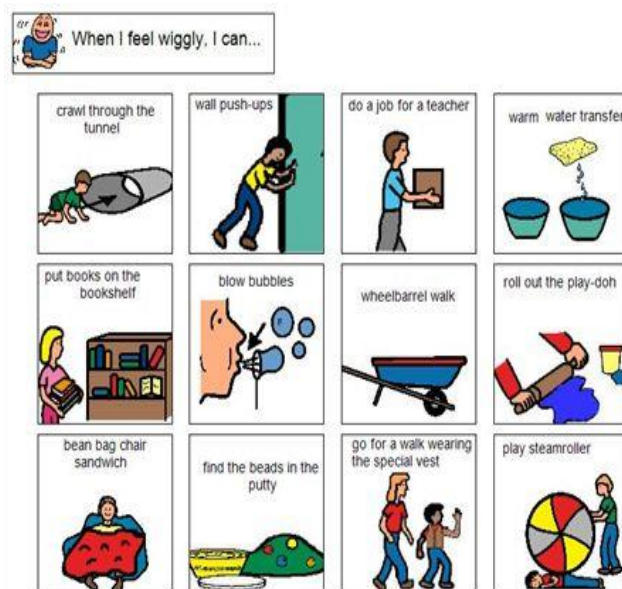 When I feel wiggly, I can...
crawl through the
tunnel
wall push-ups
do a job for a teacher
warm water transfer
put books on the
bookshelf
blow bubbles
wheelbarrel walk
roll out the play-doh
bean bag chair
sandwich
find the beads in the
putty
go for a walk wearing
the special vest
play steamroller